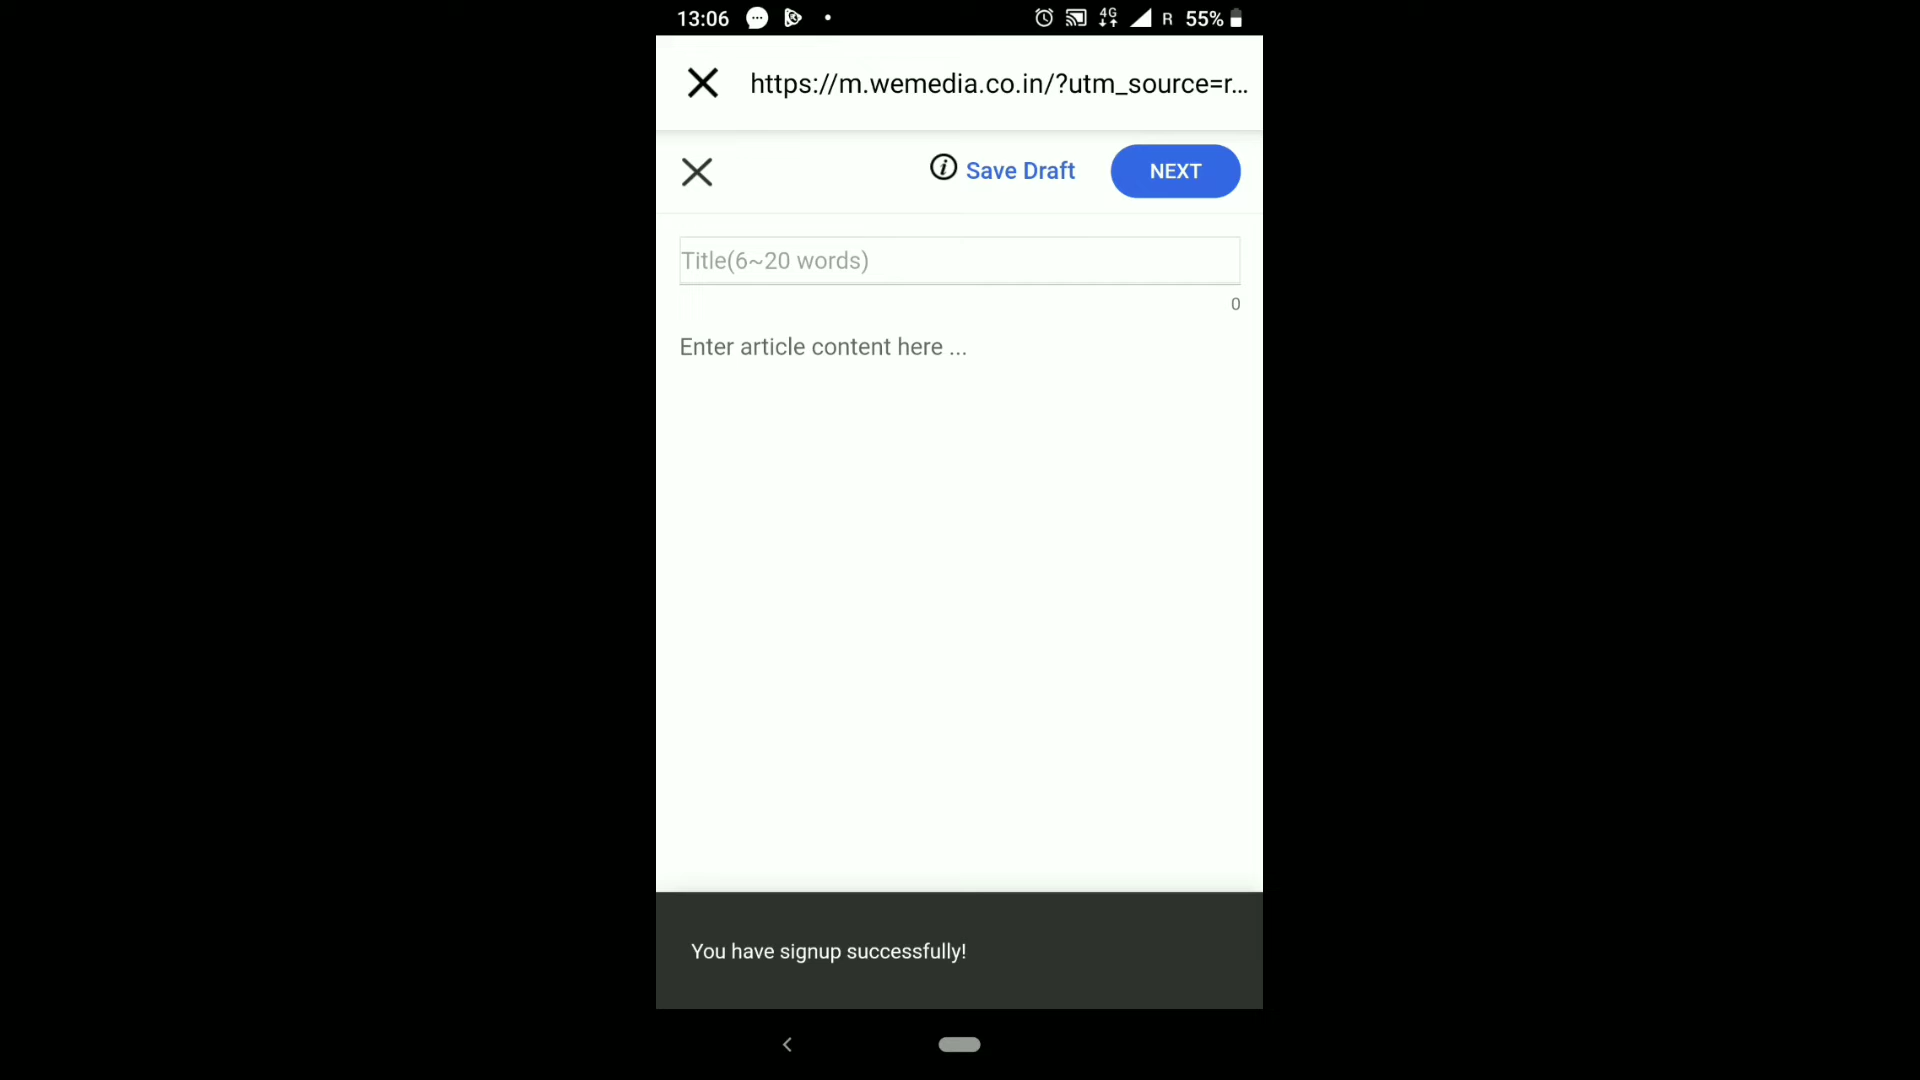 13:06 4G R 55%
https://m.wemedia.co.in/?utm_source=r...
Save Draft NEXT
Title(6~20 words)
0
Enter article content here ...
You have signup successfully!